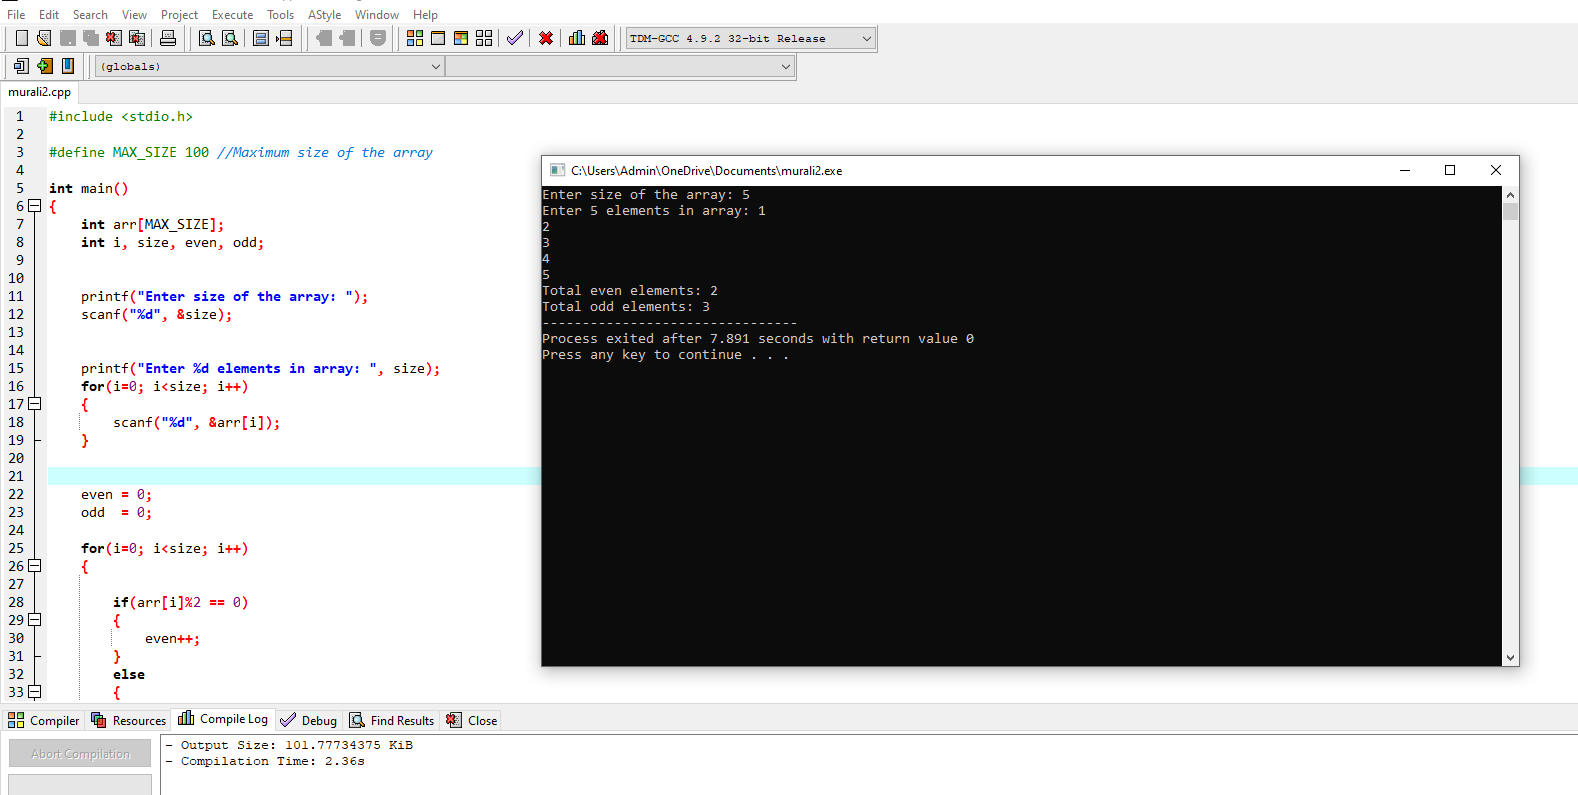 File Edit Search View Project Execute Tools AStyle Window Help
TDM-GCC 4.9.2 32-bit Release
(globals)
murali2.cpp
1 #include <stdio.h>
2
3 #define MAX_SIZE 100 //Maximum size of the array
4
5 int main()
6 {
7 int arr[MAX_SIZE];
8 int i, size, even, odd;
9
10
11 printf("Enter size of the array: ");
12 scanf("%d", &size);
13
14
15 printf("Enter %d elements in array: ", size);
16 for(i=0; i<size; i++)
17 {
18 scanf("%d", &arr[i]);
19 }
20
21
22 even = 0;
23 odd  = 0;
24
25 for(i=0; i<size; i++)
26 {
27
28 if(arr[i]%2 == 0)
29 {
30 even++;
31 }
32 else
33 {
C:\Users\Admin\OneDrive\Documents\murali2.exe
Enter size of the array: 5
Enter 5 elements in array: 1
2
3
4
5
Total even elements: 2
Total odd elements: 3
--------------------------------
Process exited after 7.891 seconds with return value 0
Press any key to continue . . .
Compiler Resources Compile Log Debug Find Results Close
Abort Compilation
- Output Size: 101.77734375 KiB
- Compilation Time: 2.36s